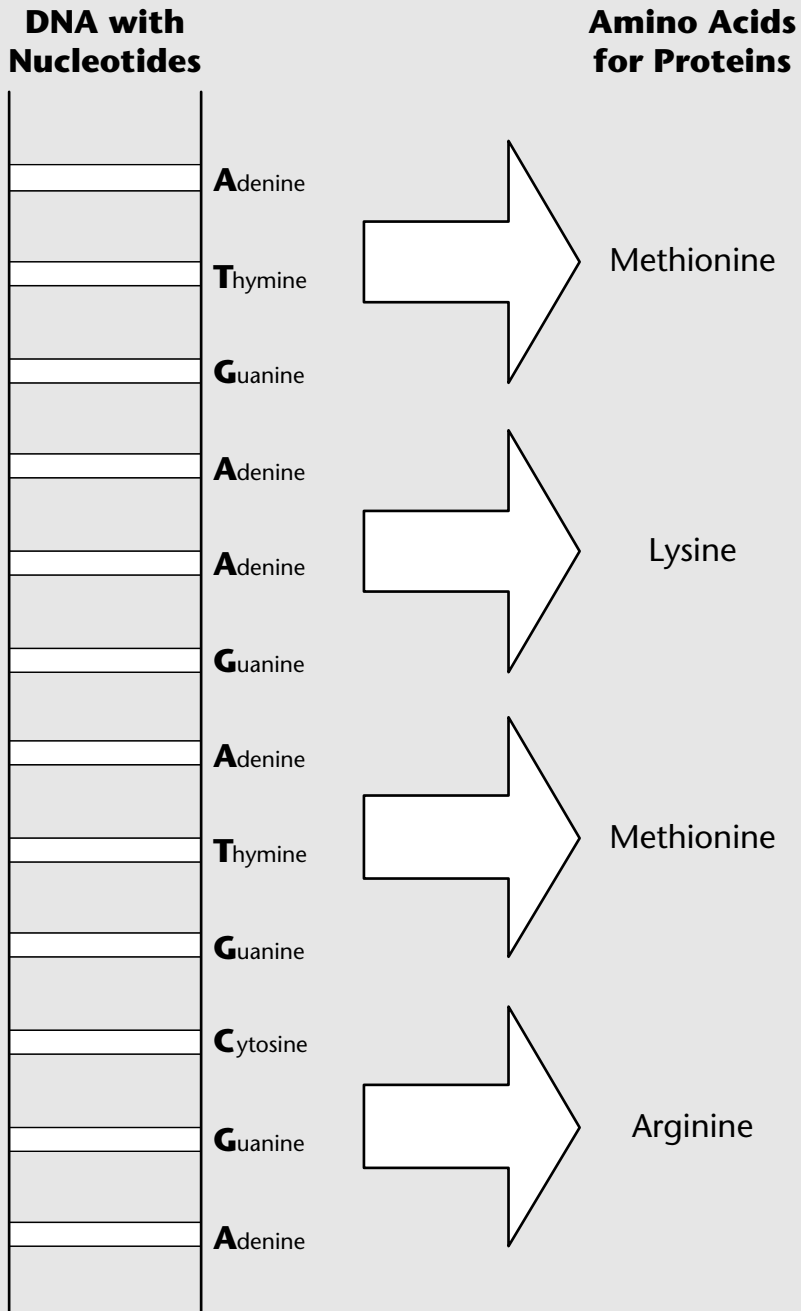 DNA with
Nucleotides
Amino Acids
for Proteins
Adenine
Thymine
Guanine
Methionine
Adenine
Adenine
Guanine
Lysine
Adenine
Thymine
Guanine
Methionine
Cytosine
Guanine
Adenine
Arginine